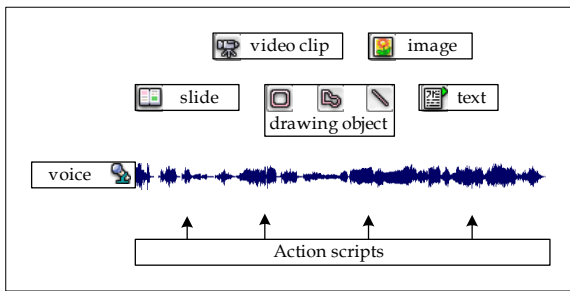 video clip
image
slide
drawing object
text
voice
Action scripts